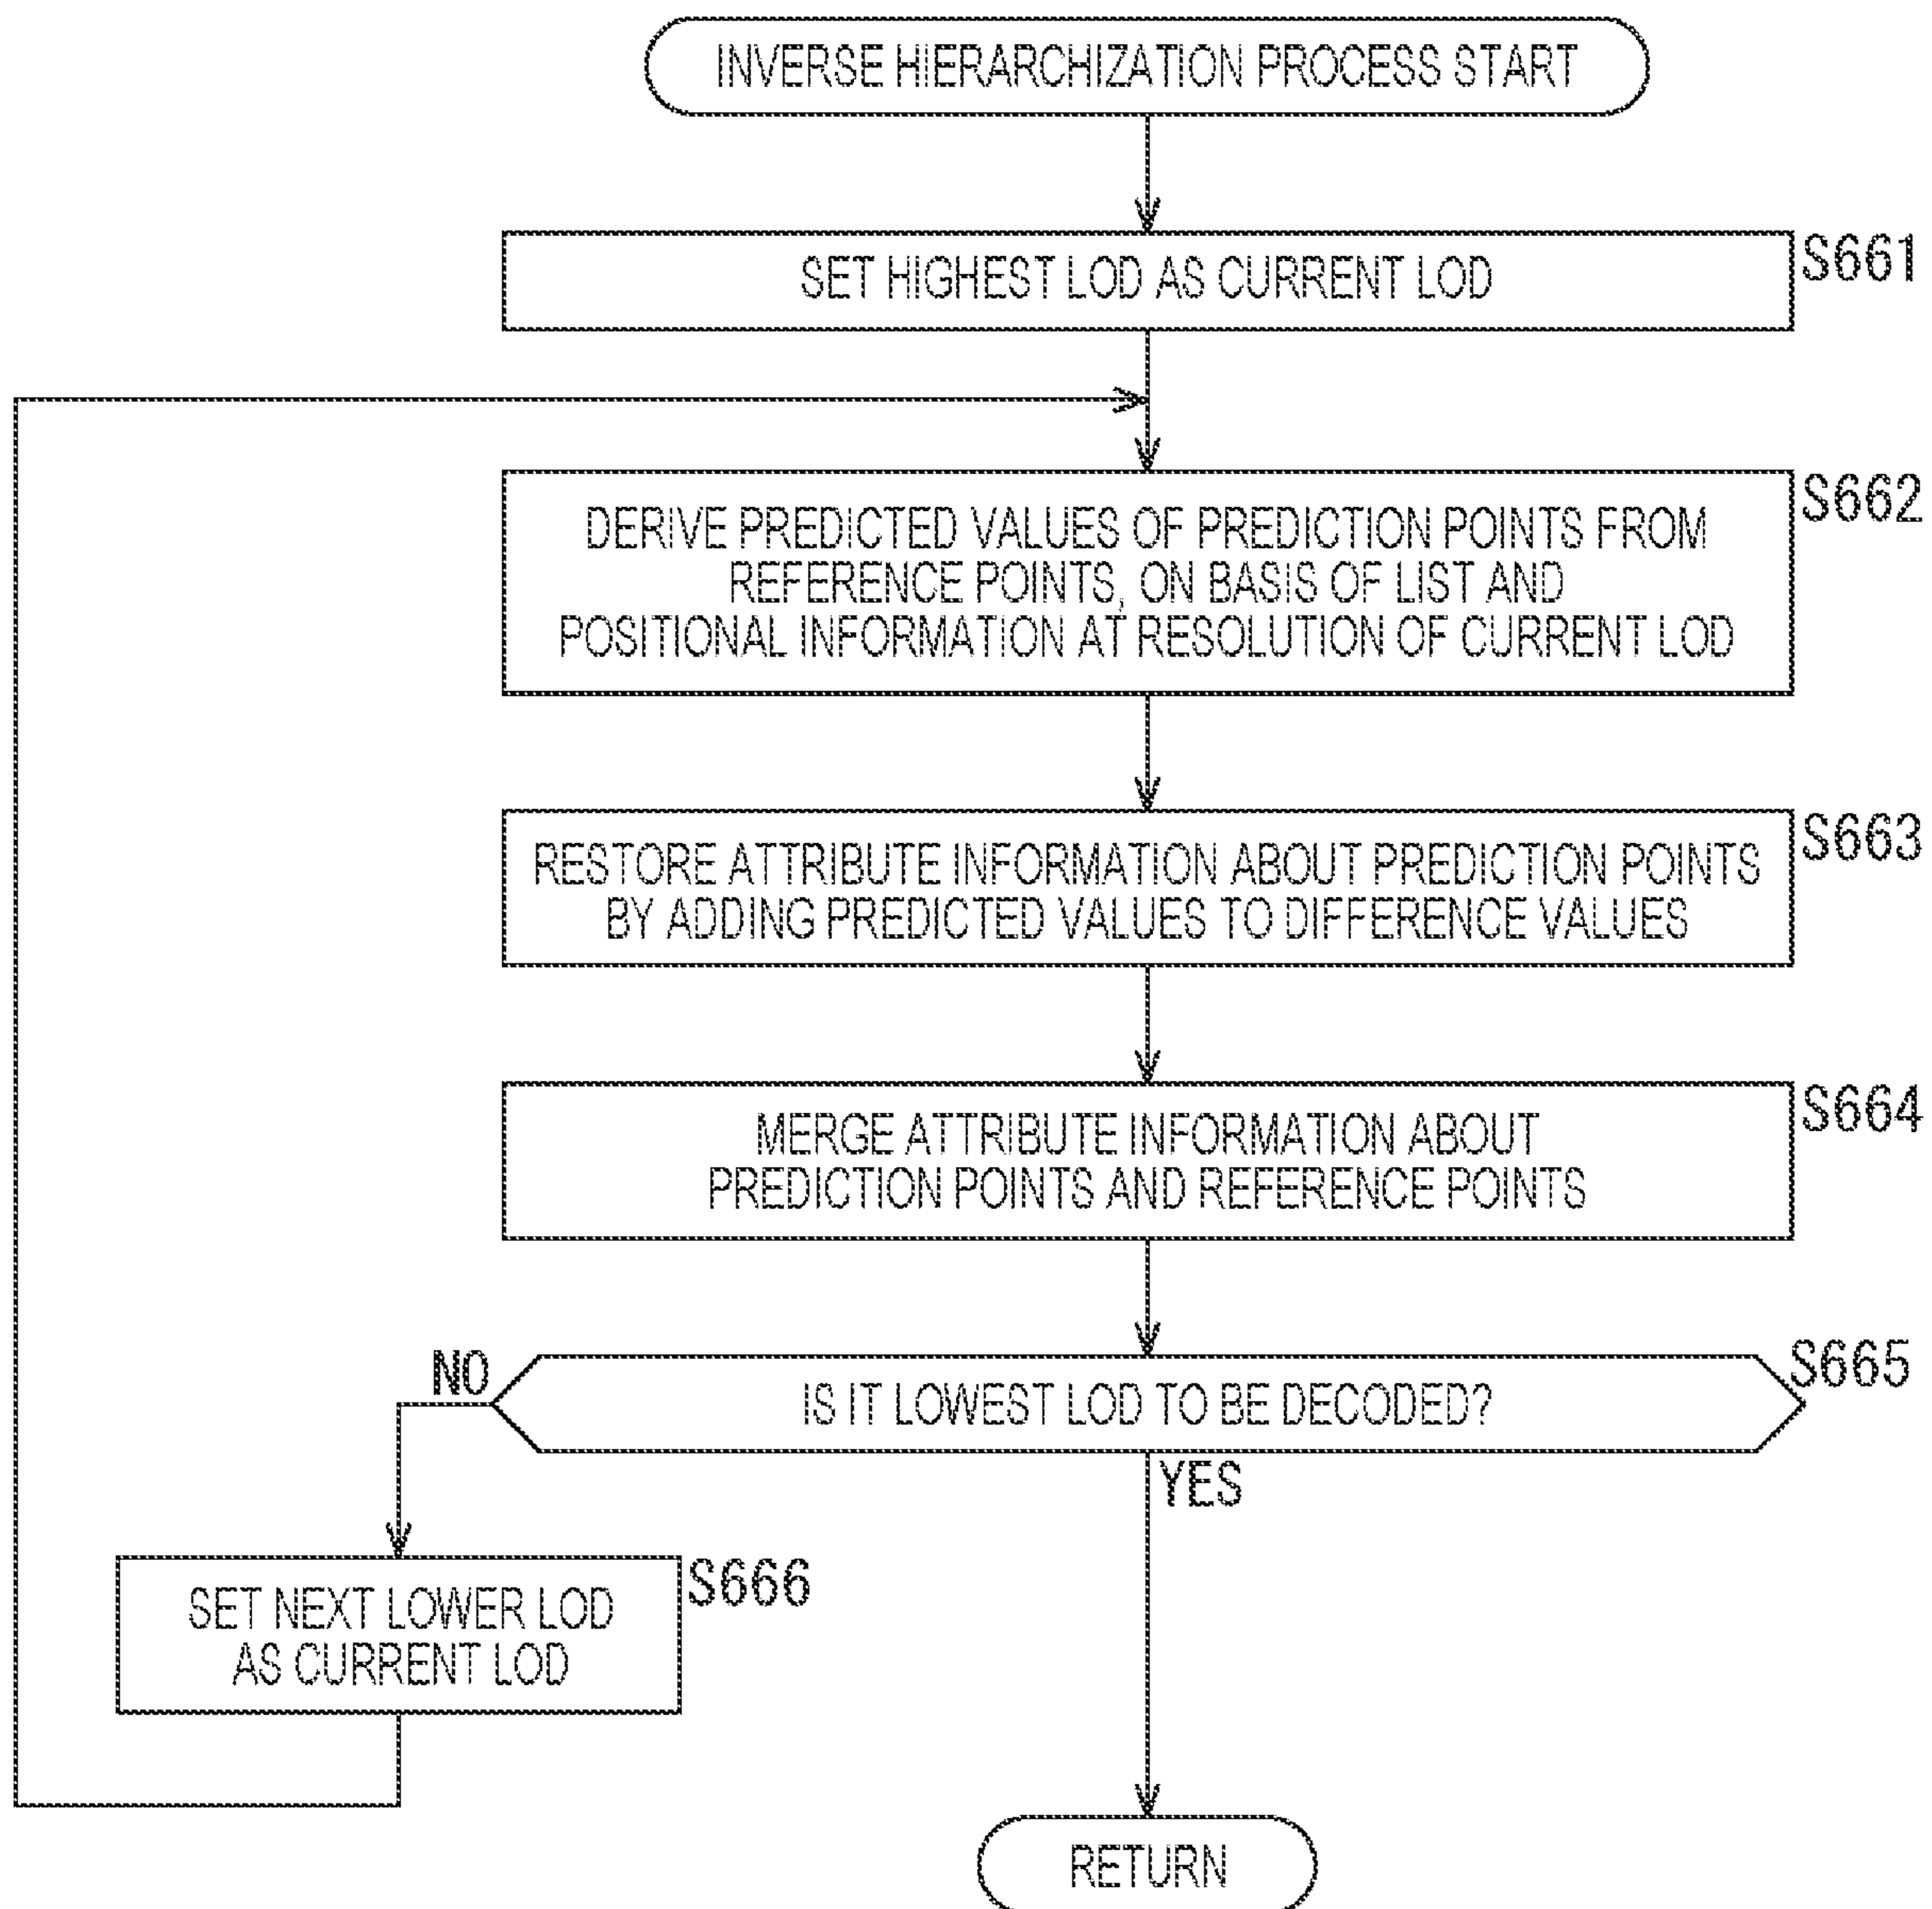 INVERSE HIERARCHIZATION PROCESS START
SET HIGHEST LOD AS CURRENT LOD
S661
DERIVE PREDICTED VALUES OF PREDICTION POINTS FROM
REFERENCE POINTS, ON BASIS OF LIST AND
POSITIONAL INFORMATION AT RESOLUTION OF CURRENT LOD
S662
RESTORE ATTRIBUTE INFORMATION ABOUT PREDICTION POINTS
BY ADDING PREDICTED VALUES TO DIFFERENCE VALUES
S663
MERGE ATTRIBUTE INFORMATION ABOUT
PREDICTION POINTS AND REFERENCE POINTS
S664
NO
IS IT LOWEST LOD TO BE DECODED?
S665
YES
SET NEXT LOWER LOD
AS CURRENT LOD
S666
RETURN